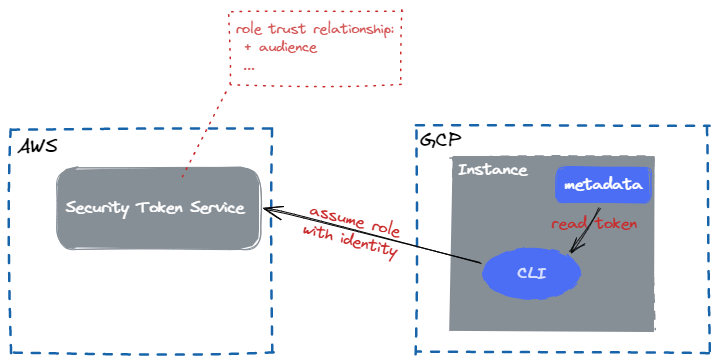 role trust relationship:
+ audience
...
AWS
Security Token Service
assume role
with identity
GCP
Instance
metadata
read token
CLI